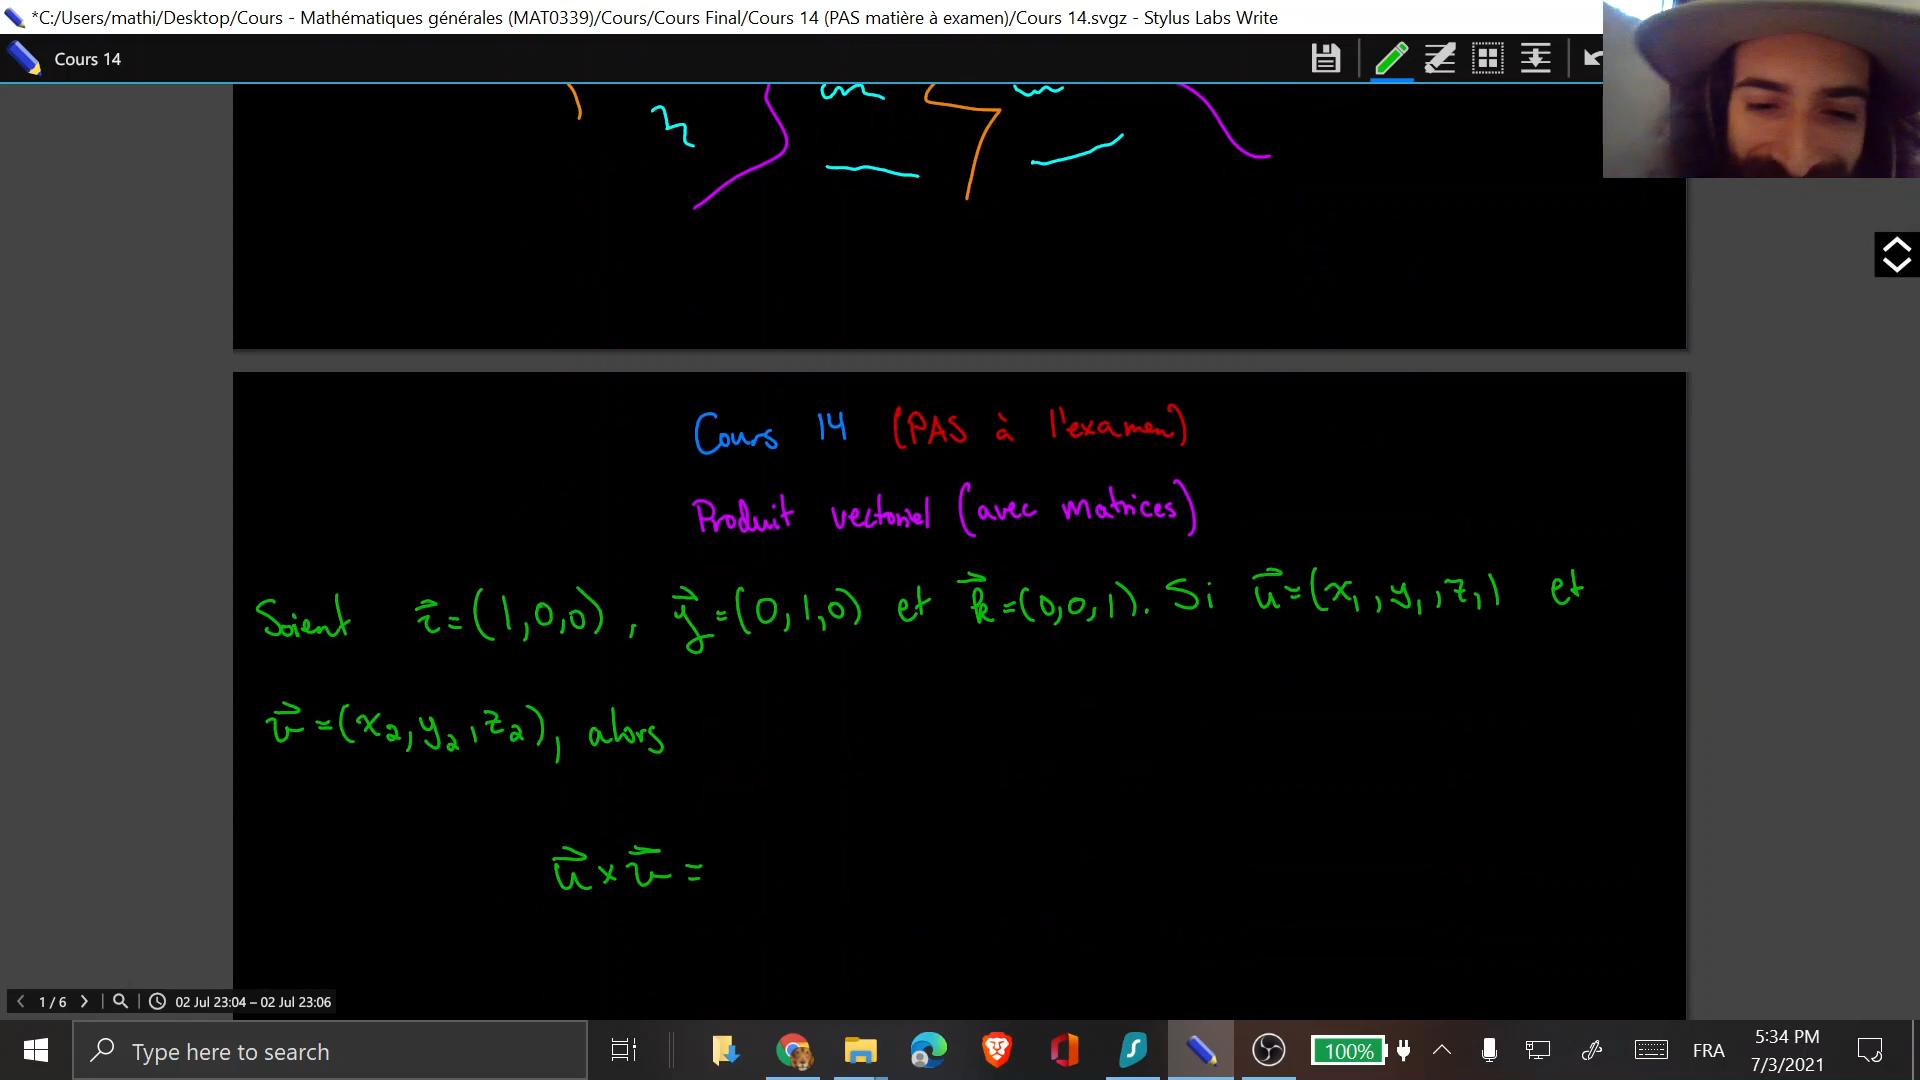 *C:/Users/mathi/Desktop/Cours - Mathématiques générales (MAT0339)/Cours/Cours Final/Cours 14 (PAS matière à examen)/Cours 14.svgz - Stylus Labs Write
Cours 14
Cours 14 (PAS à l'examen)
Produit vectoriel (avec matrices)
Soient i⃗=(1,0,0), y⃗=(0,1,0) et k⃗=(0,0,1). Si u⃗=(x₁,y₁,z₁) et
v⃗=(x₂,y₂,z₂), alors
u⃗×v⃗=
1/6 02 Jul 23:04 – 02 Jul 23:06
Type here to search
100%
FRA
5:34 PM
7/3/2021